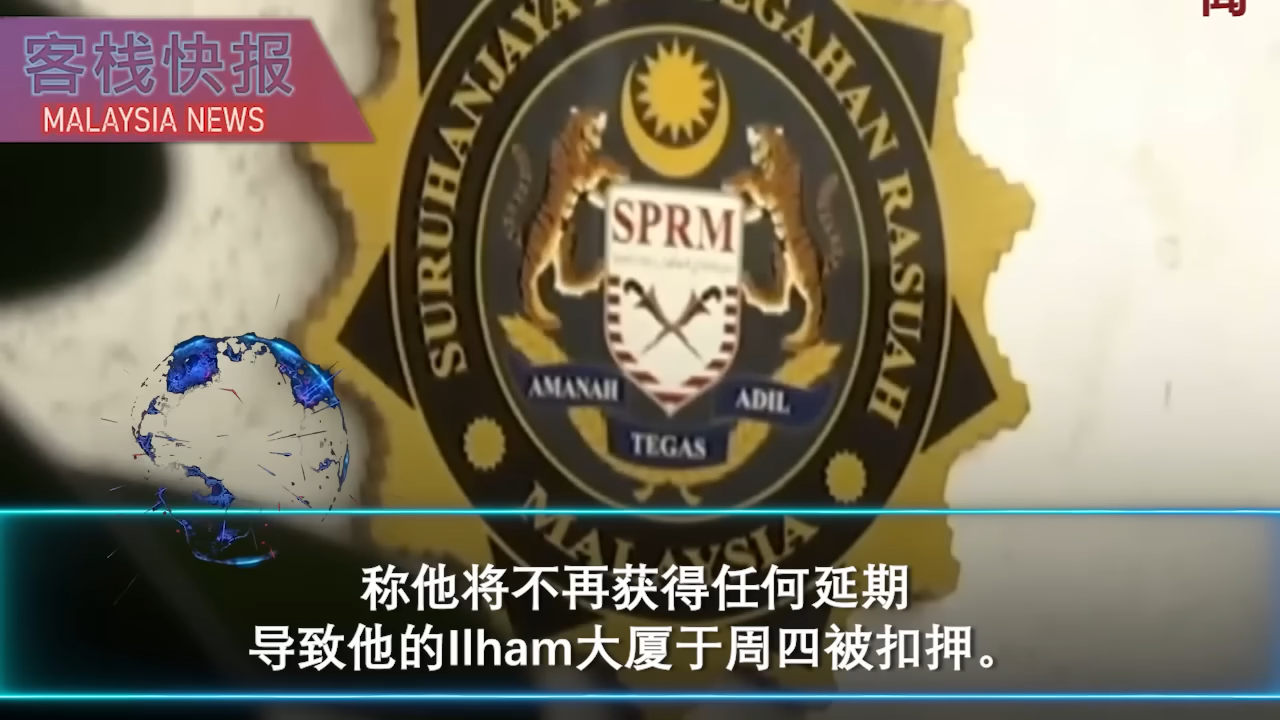 闻
客栈快报
MALAYSIA NEWS
SURUHANJAYA
RASUAH
MALAYSIA
SPRM
AMANAH
ADIL
TEGAS
称他将不再获得任何延期
导致他的Ilham大厦于周四被扣押。